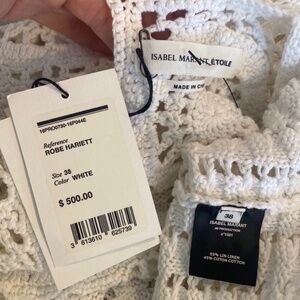 16PRO0730-16P044E
Reference
ROBE HARIETT
Size 38
Color WHITE
$ 500.00
3 613610 625739
ISABEL MARANT ÉTOILE
MADE IN
38
ISABEL MARANT
55% LIN LINEN
45% COTON COTTON